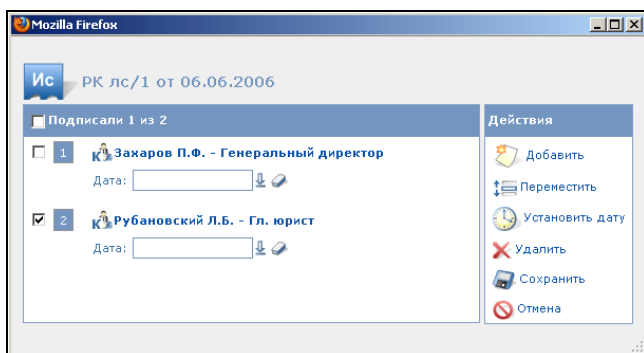 Mozilla Firefox
Ис
РК лс/1 от 06.06.2006
Подписали 1 из 2
Действия
1 К Захаров П.Ф. - Генеральный директор
Дата:
2 К Рубановский Л.Б. - Гл. юрист
Дата:
Добавить
Переместить
Установить дату
Удалить
Сохранить
Отмена